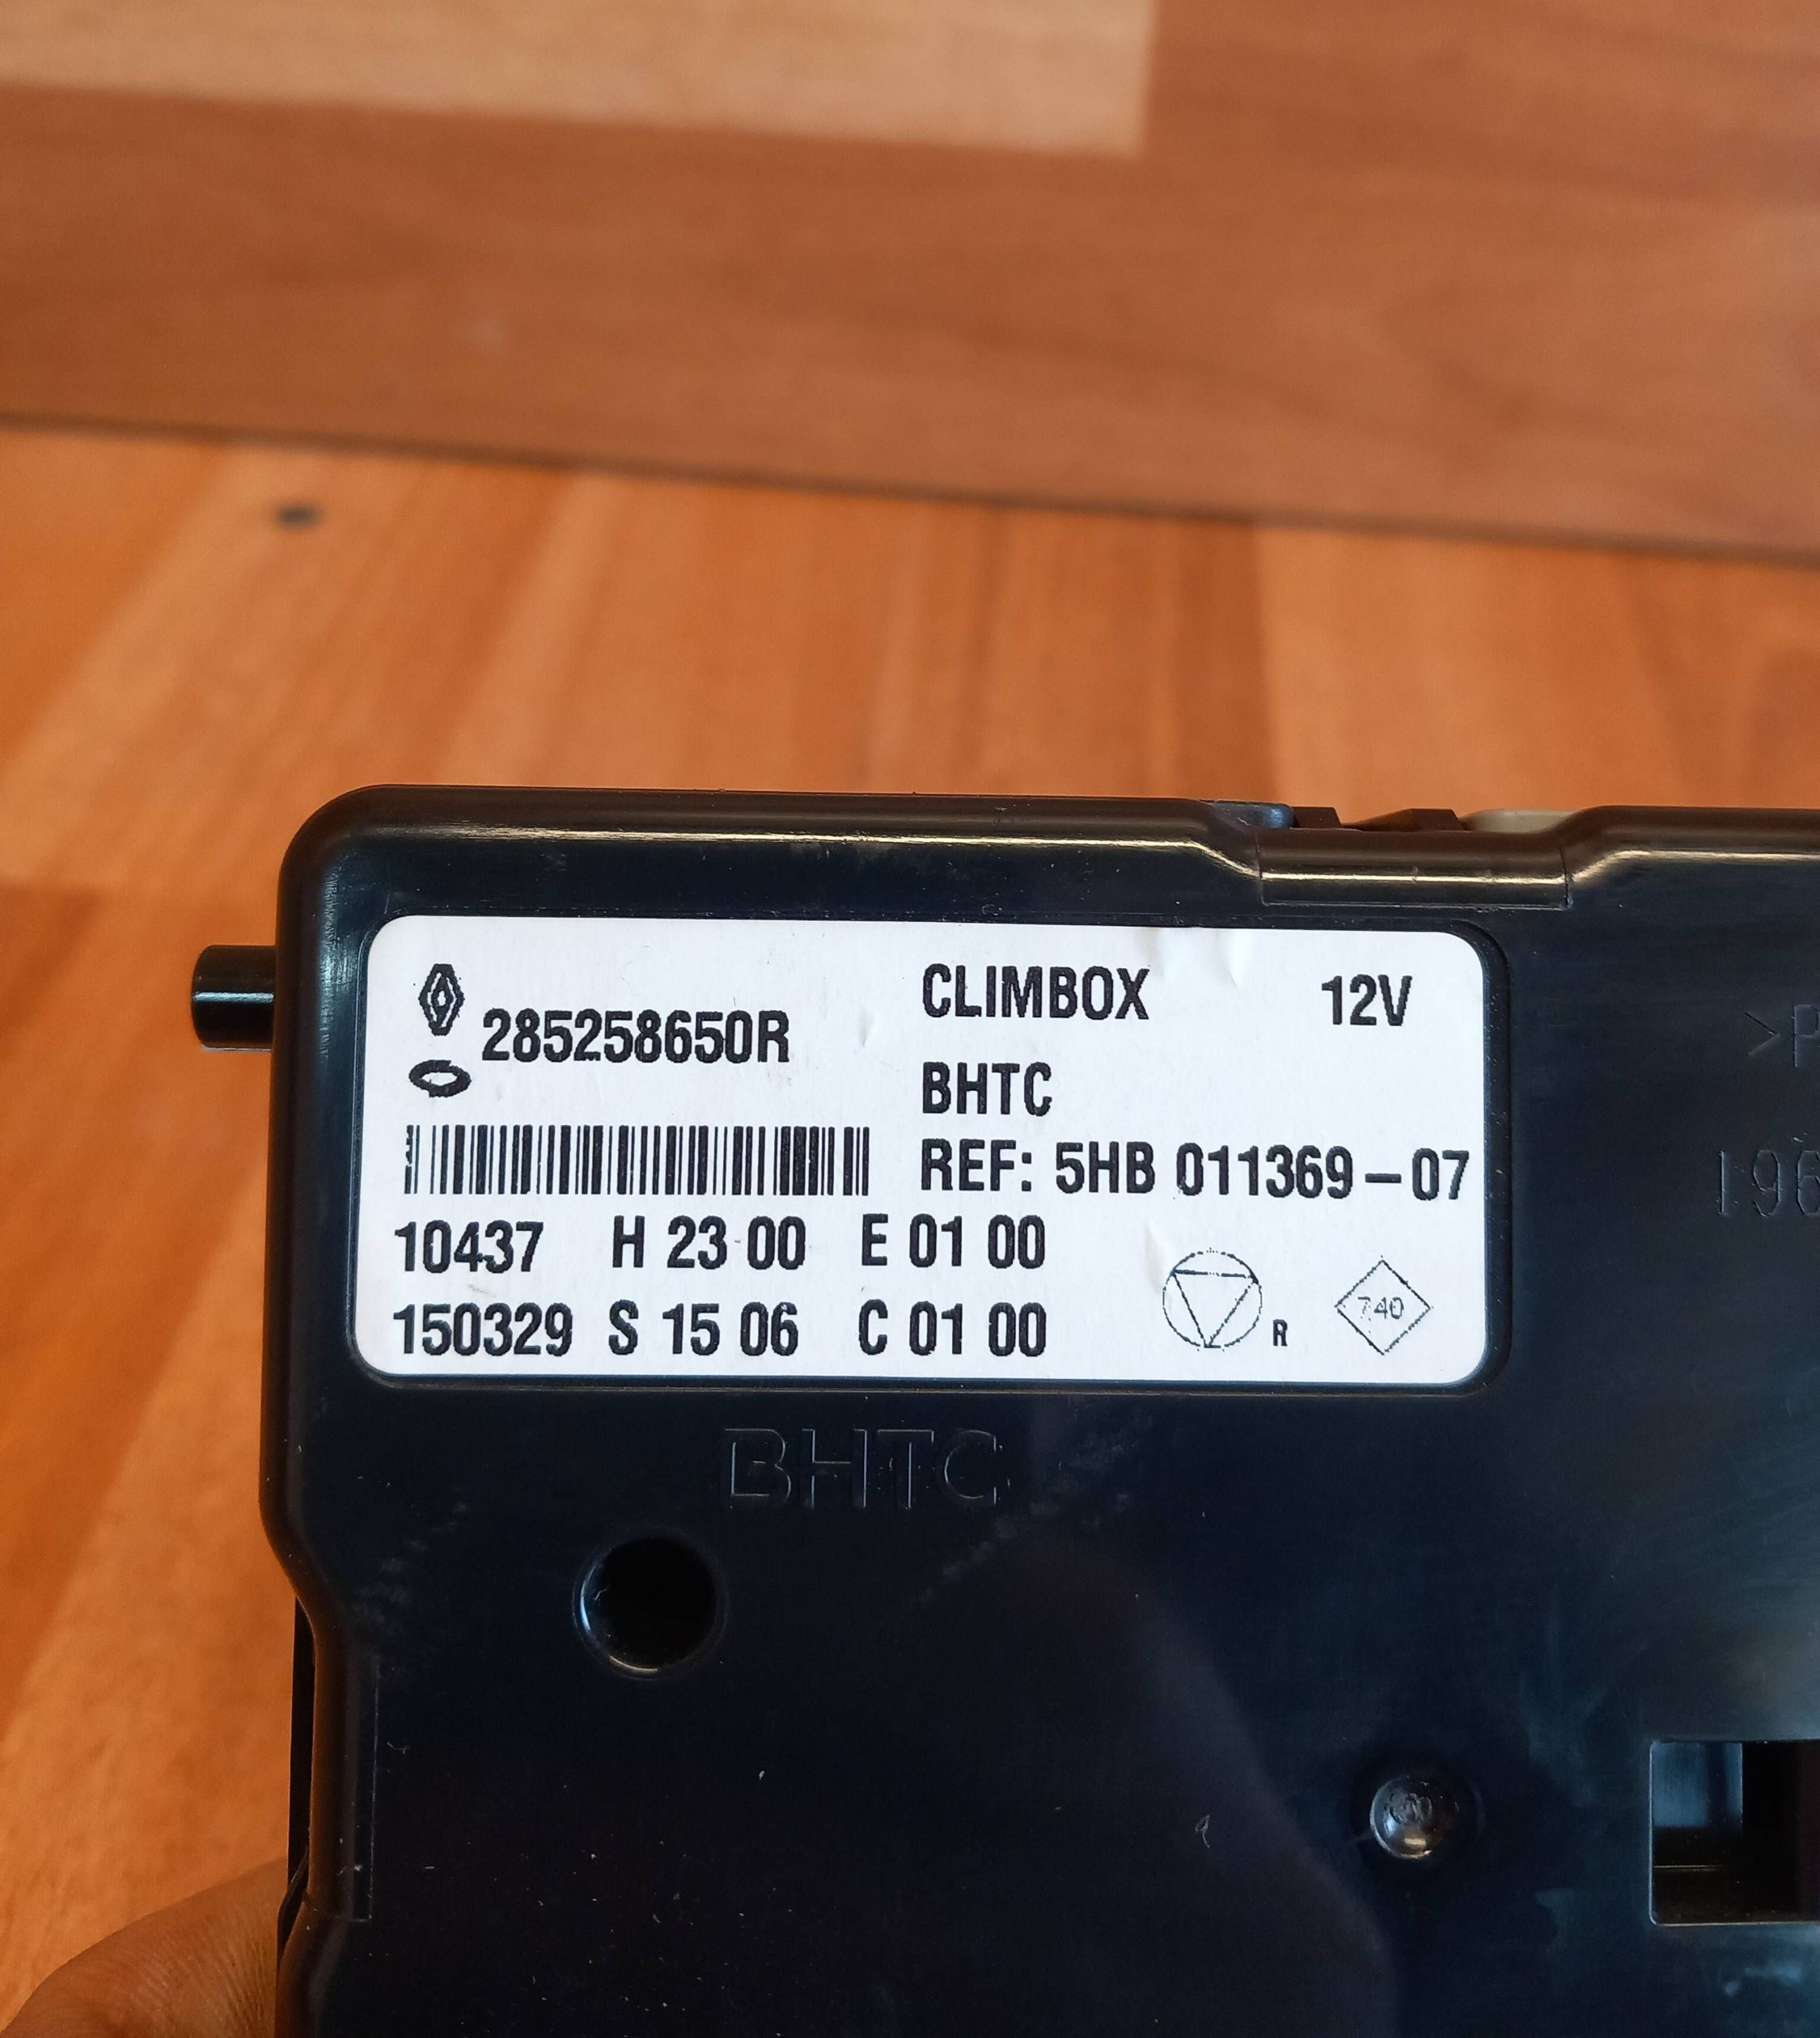 285258650R
CLIMBOX 12V
BHTC
REF: 5HB 011369-07
10437 H 23 00 E 01 00
150329 S 15 06 C 01 00
R
740
BHTC
>P
196